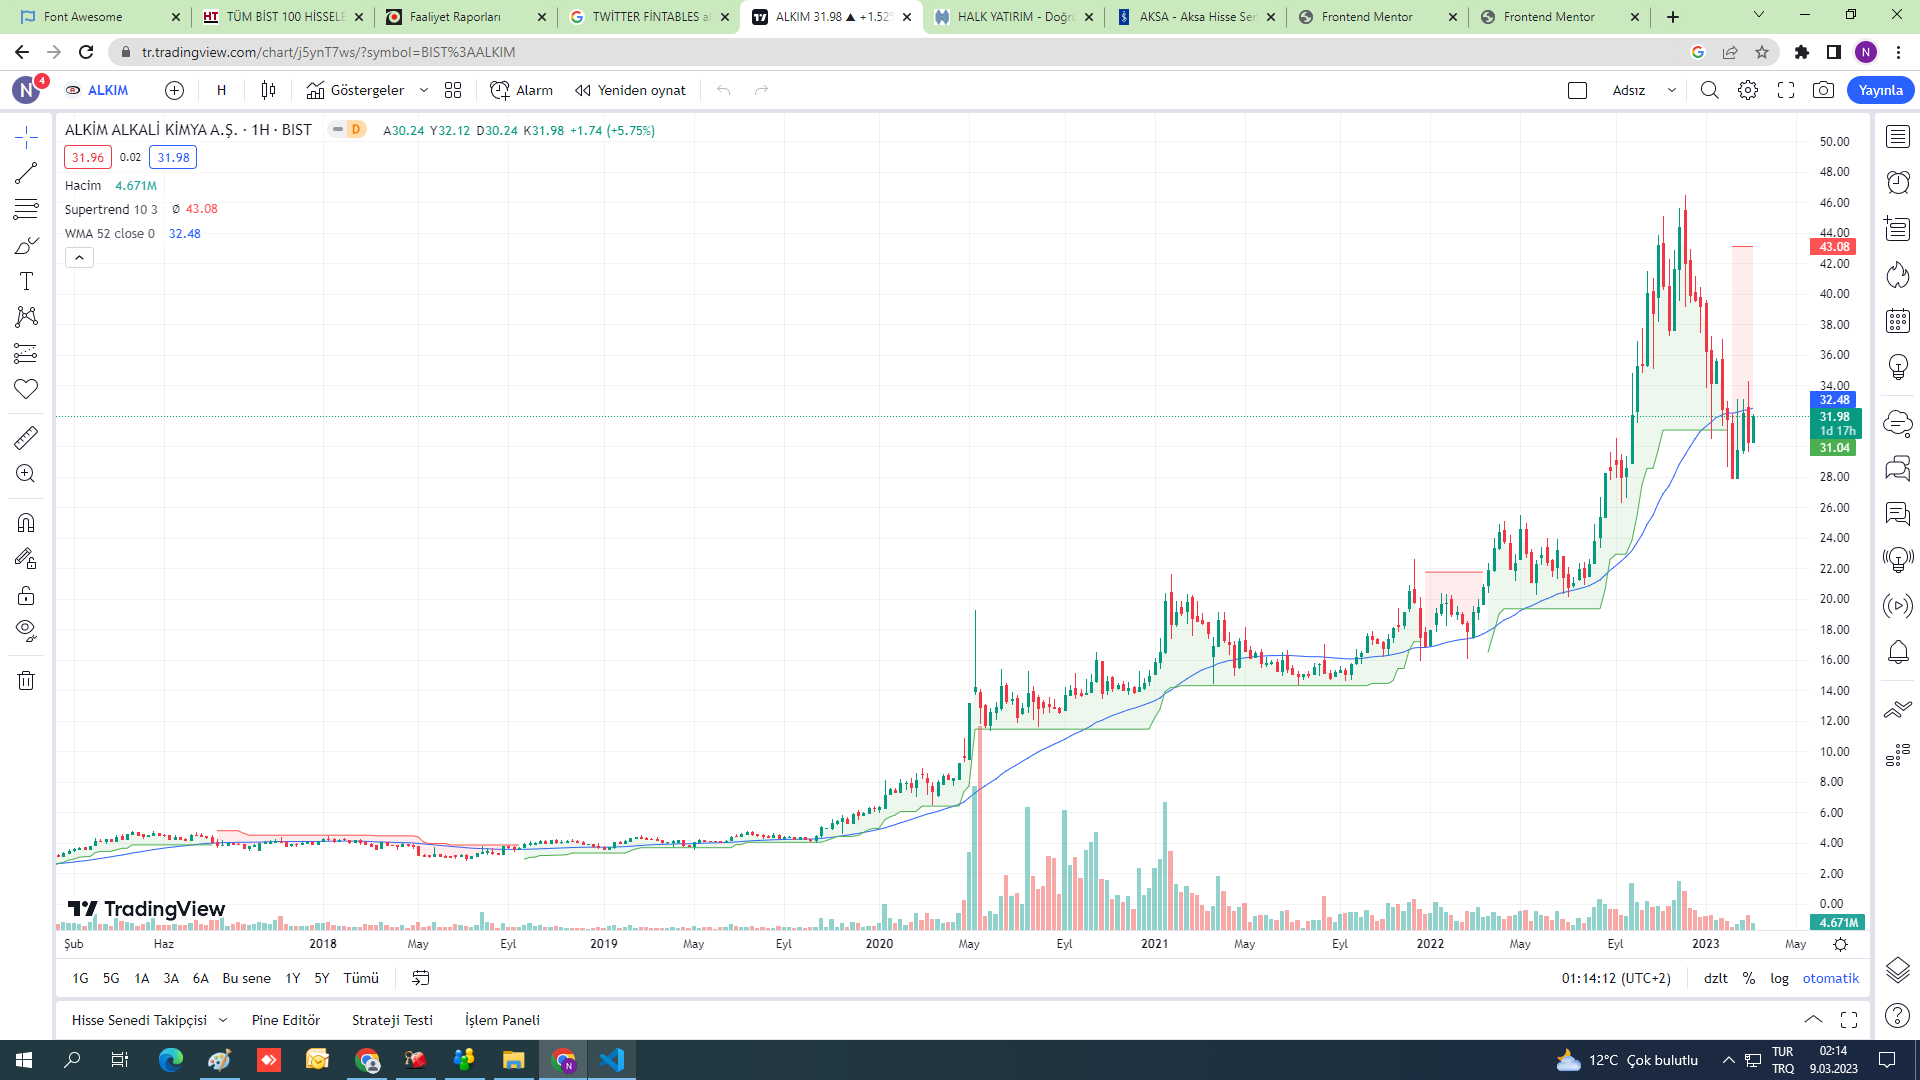 Font Awesome
TÜM BİST 100 HİSSELE
Faaliyet Raporları
TWİTTER FİNTABLES
ALKIM 31.98 ▲ +1.52%
HALK YATIRIM - Doğru
AKSA - Aksa Hisse Sen
Frontend Mentor
Frontend Mentor
tr.tradingview.com/chart/j5ynT7ws/?symbol=BIST%3AALKIM
N
N 4
ALKIM
H
Göstergeler
Alarm
Yeniden oynat
Adsız
Yayınla
ALKİM ALKALİ KİMYA A.Ş. · 1H · BIST
D
A30.24 Y32.12 D30.24 K31.98 +1.74 (+5.75%)
31.96 0.02 31.98
Hacim 4.671M
Supertrend 10 3 Ø 43.08
WMA 52 close 0 32.48
50.00
48.00
46.00
44.00
43.08
42.00
40.00
38.00
36.00
34.00
32.48
31.98
1d 17h
31.04
28.00
26.00
24.00
22.00
20.00
18.00
16.00
14.00
12.00
10.00
8.00
6.00
4.00
2.00
0.00
4.671M
TradingView
Şub Haz 2018 May Eyl 2019 May Eyl 2020 May Eyl 2021 May Eyl 2022 May Eyl 2023 May
1G 5G 1A 3A 6A Bu sene 1Y 5Y Tümü
01:14:12 (UTC+2) dzlt % log otomatik
Hisse Senedi Takipçisi Pine Editör Strateji Testi İşlem Paneli
12°C Çok bulutlu
TUR
TRQ
02:14
9.03.2023